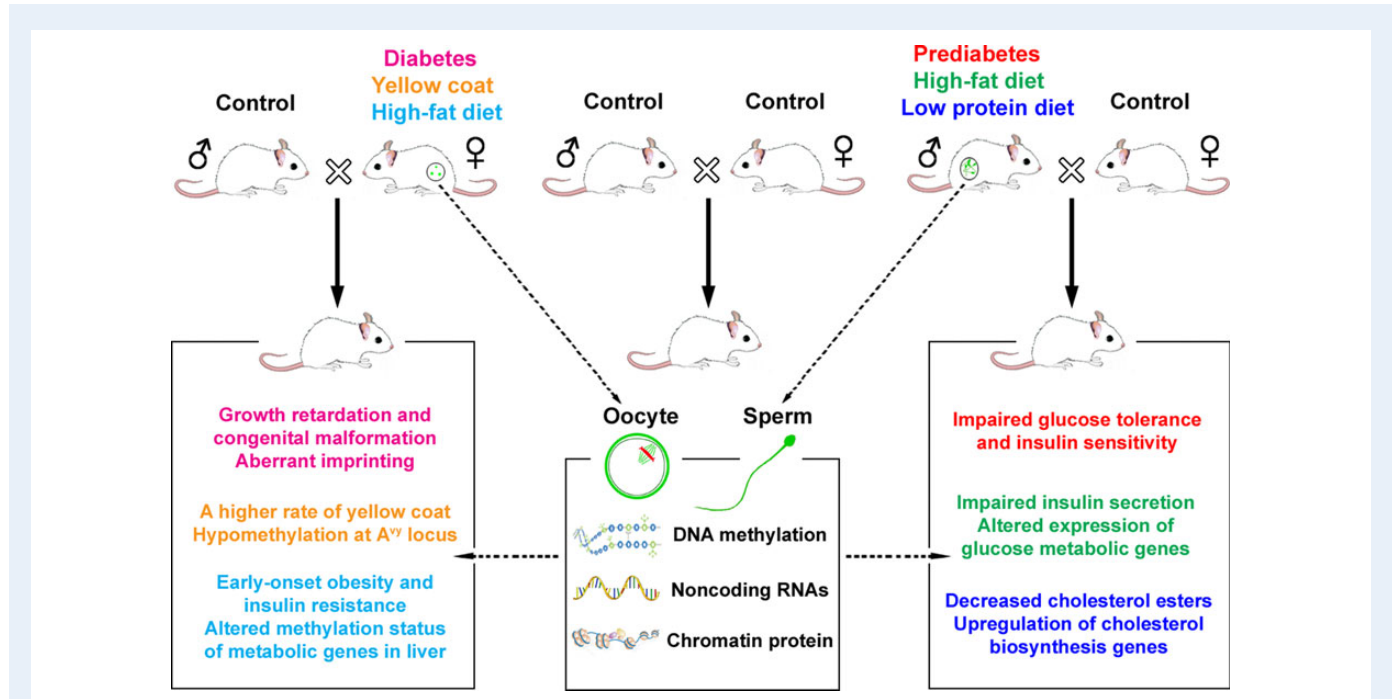 Diabetes
Yellow coat
High-fat diet
Control
♂
♀
Control
Control
♂
♀
Prediabetes
High-fat diet
Low protein diet
Control
♂
♀
Growth retardation and
congenital malformation
Aberrant imprinting
A higher rate of yellow coat
Hypomethylation at Aᵛʸ locus
Early-onset obesity and
insulin resistance
Altered methylation status
of metabolic genes in liver
Oocyte
Sperm
DNA methylation
Noncoding RNAs
Chromatin protein
Impaired glucose tolerance
and insulin sensitivity
Impaired insulin secretion
Altered expression of
glucose metabolic genes
Decreased cholesterol esters
Upregulation of cholesterol
biosynthesis genes